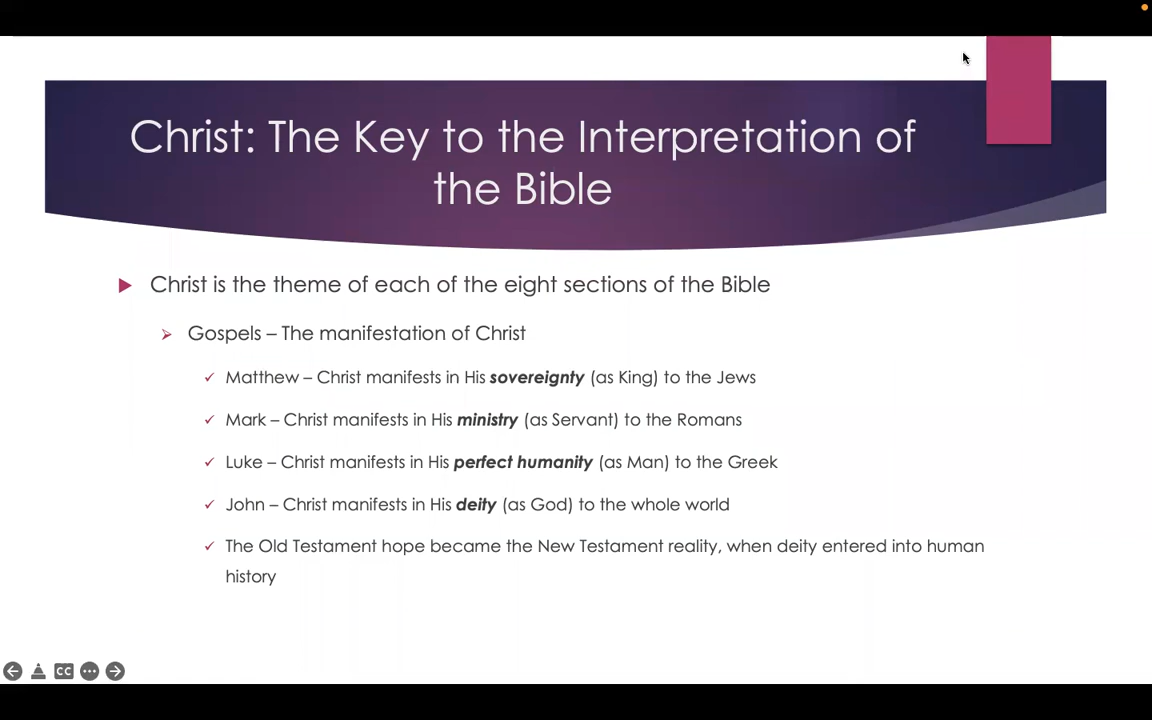 Christ: The Key to the Interpretation of
the Bible
Christ is the theme of each of the eight sections of the Bible
Gospels – The manifestation of Christ
Matthew – Christ manifests in His sovereignty (as King) to the Jews
Mark – Christ manifests in His ministry (as Servant) to the Romans
Luke – Christ manifests in His perfect humanity (as Man) to the Greek
John – Christ manifests in His deity (as God) to the whole world
The Old Testament hope became the New Testament reality, when deity entered into human
history
CC